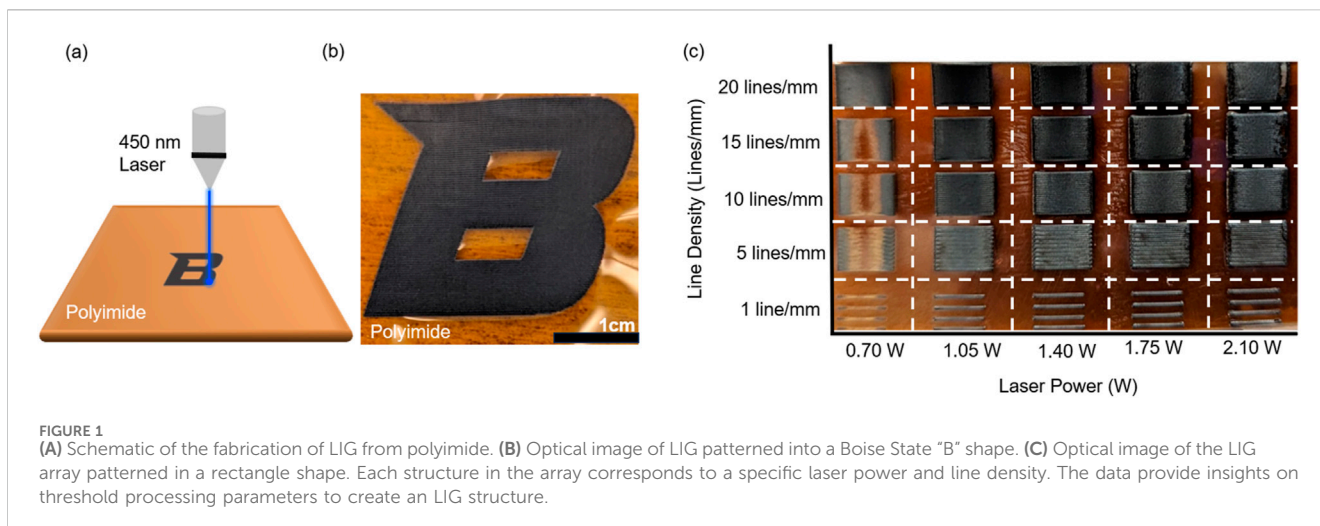 (a)
450 nm
Laser
Polyimide
(b)
Polyimide
1cm
(c)
Line Density (Lines/mm)
20 lines/mm
15 lines/mm
10 lines/mm
5 lines/mm
1 line/mm
0.70 W 1.05 W 1.40 W 1.75 W 2.10 W
Laser Power (W)
FIGURE 1
(A) Schematic of the fabrication of LIG from polyimide. (B) Optical image of LIG patterned into a Boise State “B” shape. (C) Optical image of the LIG
array patterned in a rectangle shape. Each structure in the array corresponds to a specific laser power and line density. The data provide insights on
threshold processing parameters to create an LIG structure.